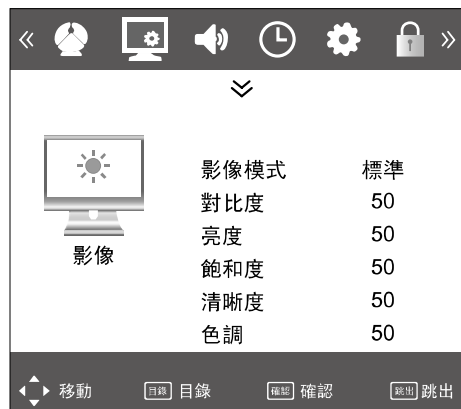 影像模式 標準
對比度 50
亮度 50
飽和度 50
清晰度 50
色調 50
影像
移動 目錄 目錄 確認 確認 跳出 跳出